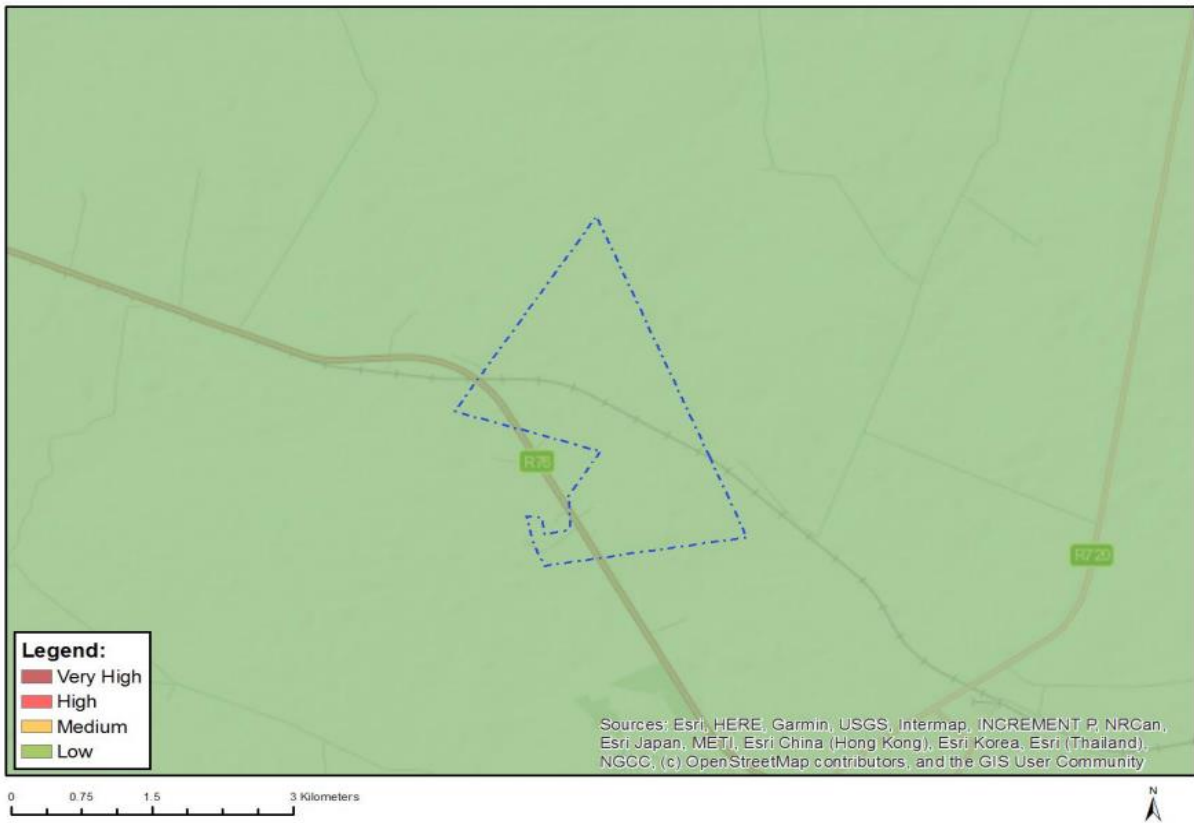 R76
R720
Legend:
Very High
High
Medium
Low
Sources: Esri, HERE, Garmin, USGS, Intermap, INCREMENT P, NRCan,
Esri Japan, METI, Esri China (Hong Kong), Esri Korea, Esri (Thailand),
NGCC, (c) OpenStreetMap contributors, and the GIS User Community
0 0.75 1.5 3 Kilometers
N